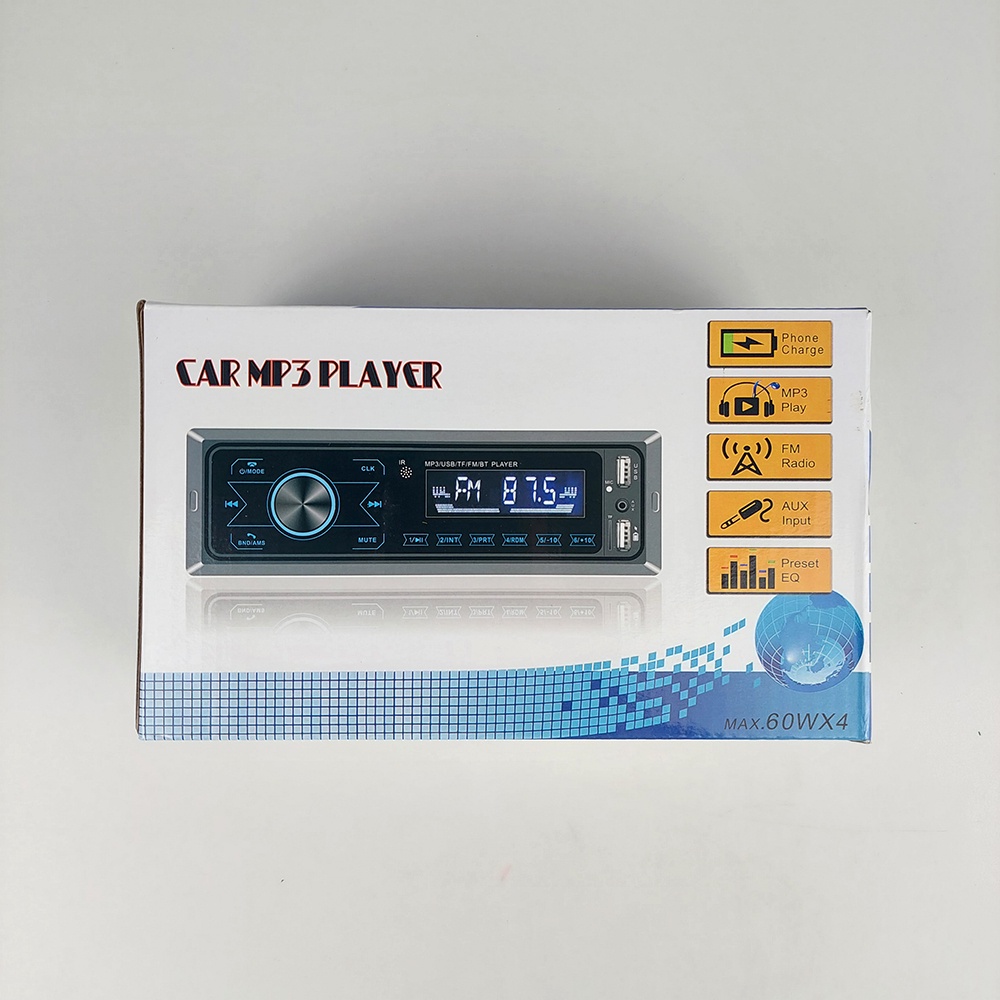 CAR MP3 PLAYER
Phone
Charge
MP3
Play
FM
Radio
AUX
Input
Preset
EQ
IR
MP3/USB/TF/FM/BT PLAYER
/MODE
CLK
BND/AMS
MUTE
FM 87.5
1/
2/INT
3/PRT
4/RDM
5/-10
6/+10
MIC
USB
MAX.60WX4